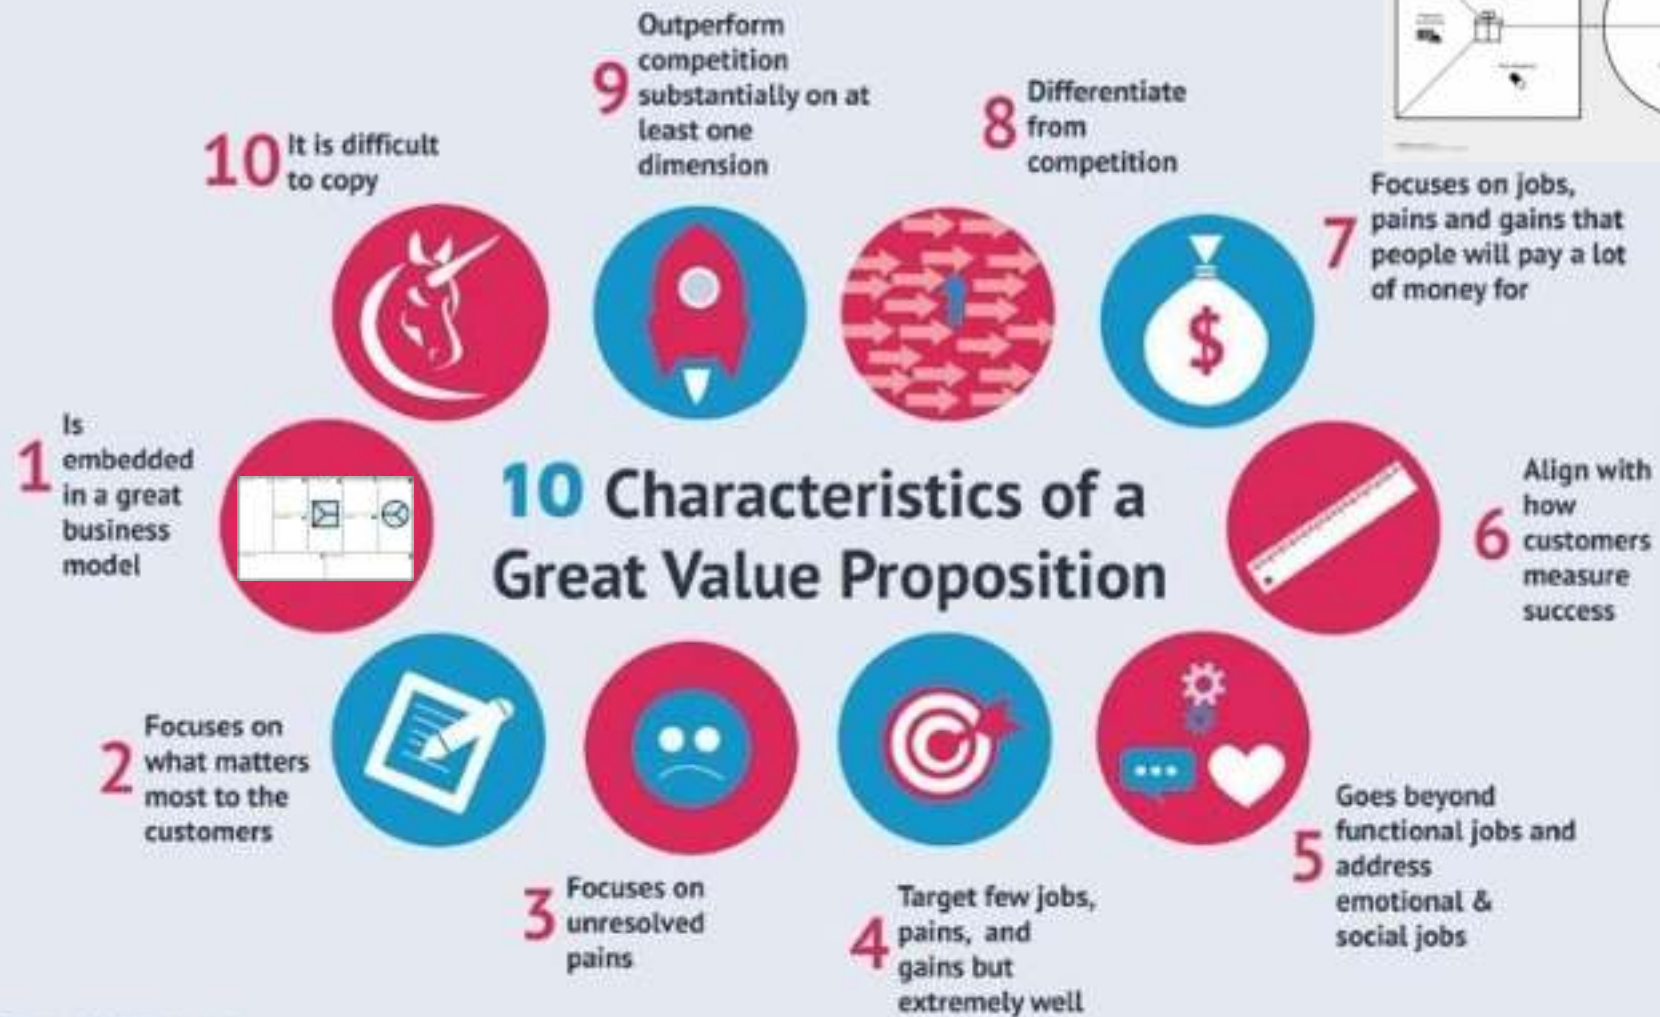 10 Characteristics of a
Great Value Proposition
1 Is
embedded
in a great
business
model
2 Focuses on
what matters
most to the
customers
3 Focuses on
unresolved
pains
4 Target few jobs,
pains, and
gains but
extremely well
5 Goes beyond
functional jobs and
address
emotional &
social jobs
6 Align with
how
customers
measure
success
7 Focuses on jobs,
pains and gains that
people will pay a lot
of money for
$
8 Differentiate
from
competition
9 Outperform
competition
substantially on at
least one
dimension
10 It is difficult
to copy